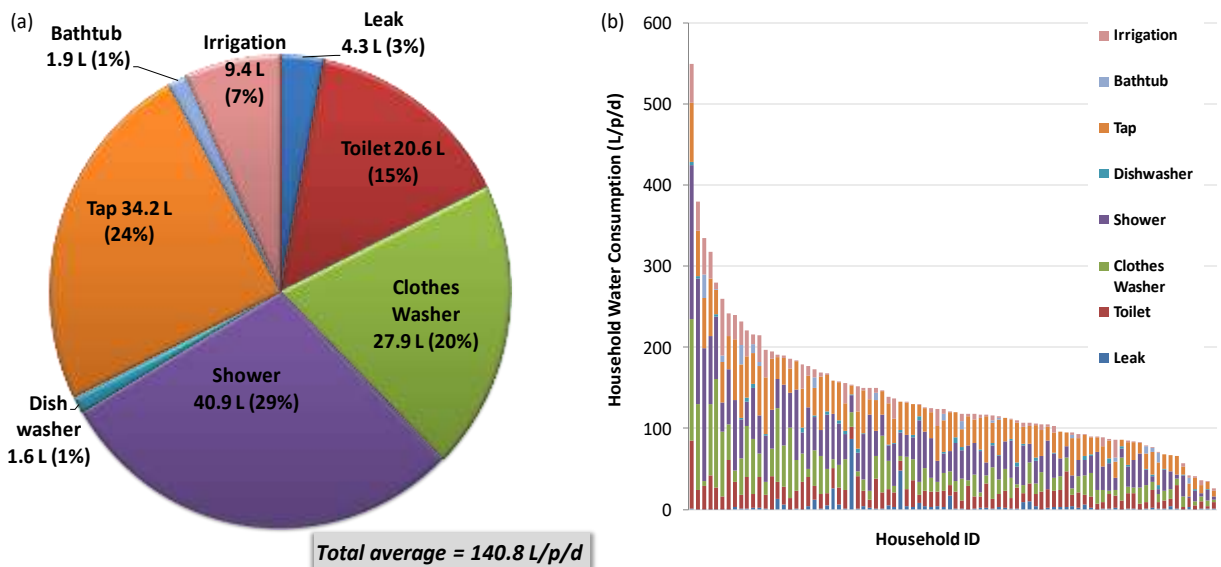 (a)
Bathtub
1.9 L (1%)
Irrigation
9.4 L
(7%)
Leak
4.3 L (3%)
Toilet 20.6 L
(15%)
Clothes
Washer
27.9 L (20%)
Shower
40.9 L (29%)
Dish
washer
1.6 L (1%)
Tap 34.2 L
(24%)
Total average = 140.8 L/p/d
(b)
Household Water Consumption (L/p/d)
600
500
400
300
200
100
0
Household ID
Irrigation
Bathtub
Tap
Dishwasher
Shower
Clothes
Washer
Toilet
Leak